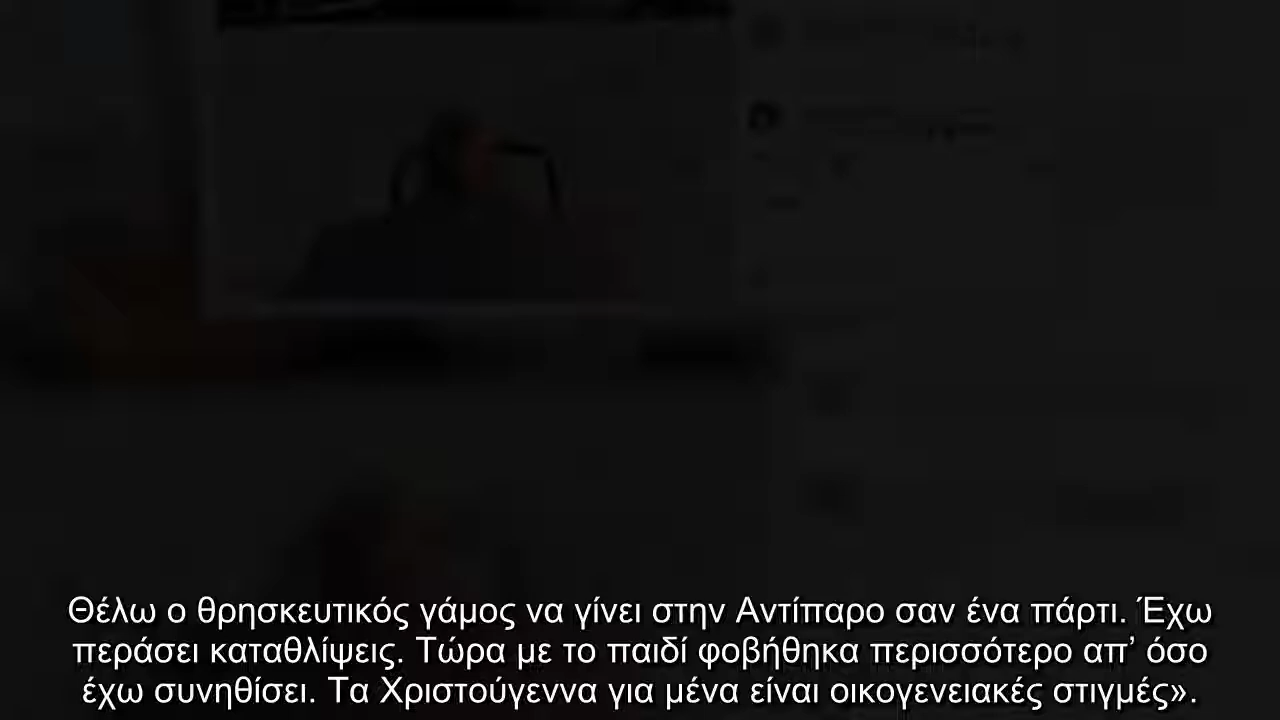 Θέλω ο θρησκευτικός γάμος να γίνει στην Αντίπαρο σαν ένα πάρτι. Έχω
περάσει καταθλίψεις. Τώρα με το παιδί φοβήθηκα περισσότερο απ’ όσο
έχω συνηθίσει. Τα Χριστούγεννα για μένα είναι οικογενειακές στιγμές».